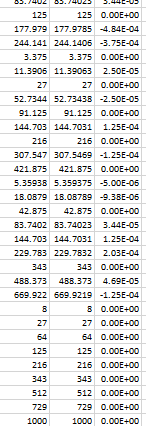 83.7402 83.74023 3.44E-05
125 125 0.00E+00
177.979 177.9785 -4.84E-04
244.141 244.1406 -3.75E-04
3.375 3.375 0.00E+00
11.3906 11.39063 2.50E-05
27 27 0.00E+00
52.7344 52.73438 -2.50E-05
91.125 91.125 0.00E+00
144.703 144.7031 1.25E-04
216 216 0.00E+00
307.547 307.5469 -1.25E-04
421.875 421.875 0.00E+00
5.35938 5.359375 -5.00E-06
18.0879 18.08789 -9.38E-06
42.875 42.875 0.00E+00
83.7402 83.74023 3.44E-05
144.703 144.7031 1.25E-04
229.783 229.7832 2.03E-04
343 343 0.00E+00
488.373 488.373 4.69E-05
669.922 669.9219 -1.25E-04
8 8 0.00E+00
27 27 0.00E+00
64 64 0.00E+00
125 125 0.00E+00
216 216 0.00E+00
343 343 0.00E+00
512 512 0.00E+00
729 729 0.00E+00
1000 1000 0.00E+00